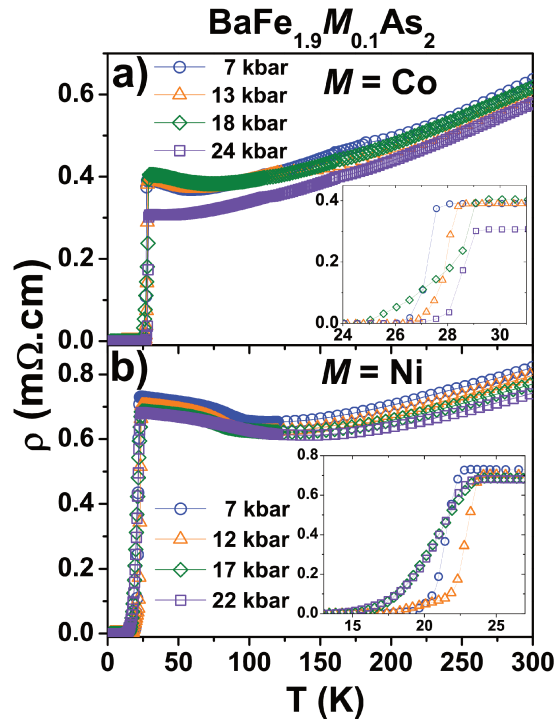 BaFe1.9M0.1As2
a)
M = Co
7 kbar
13 kbar
18 kbar
24 kbar
0.6
0.4
0.2
0.0
0.4
0.2
0.0
24 26 28 30
b)
M = Ni
7 kbar
12 kbar
17 kbar
22 kbar
0.8
0.6
0.4
0.2
0.0
0.8
0.6
0.4
0.2
0.0
15 20 25
0 50 100 150 200 250 300
T (K)
ρ (mΩ.cm)